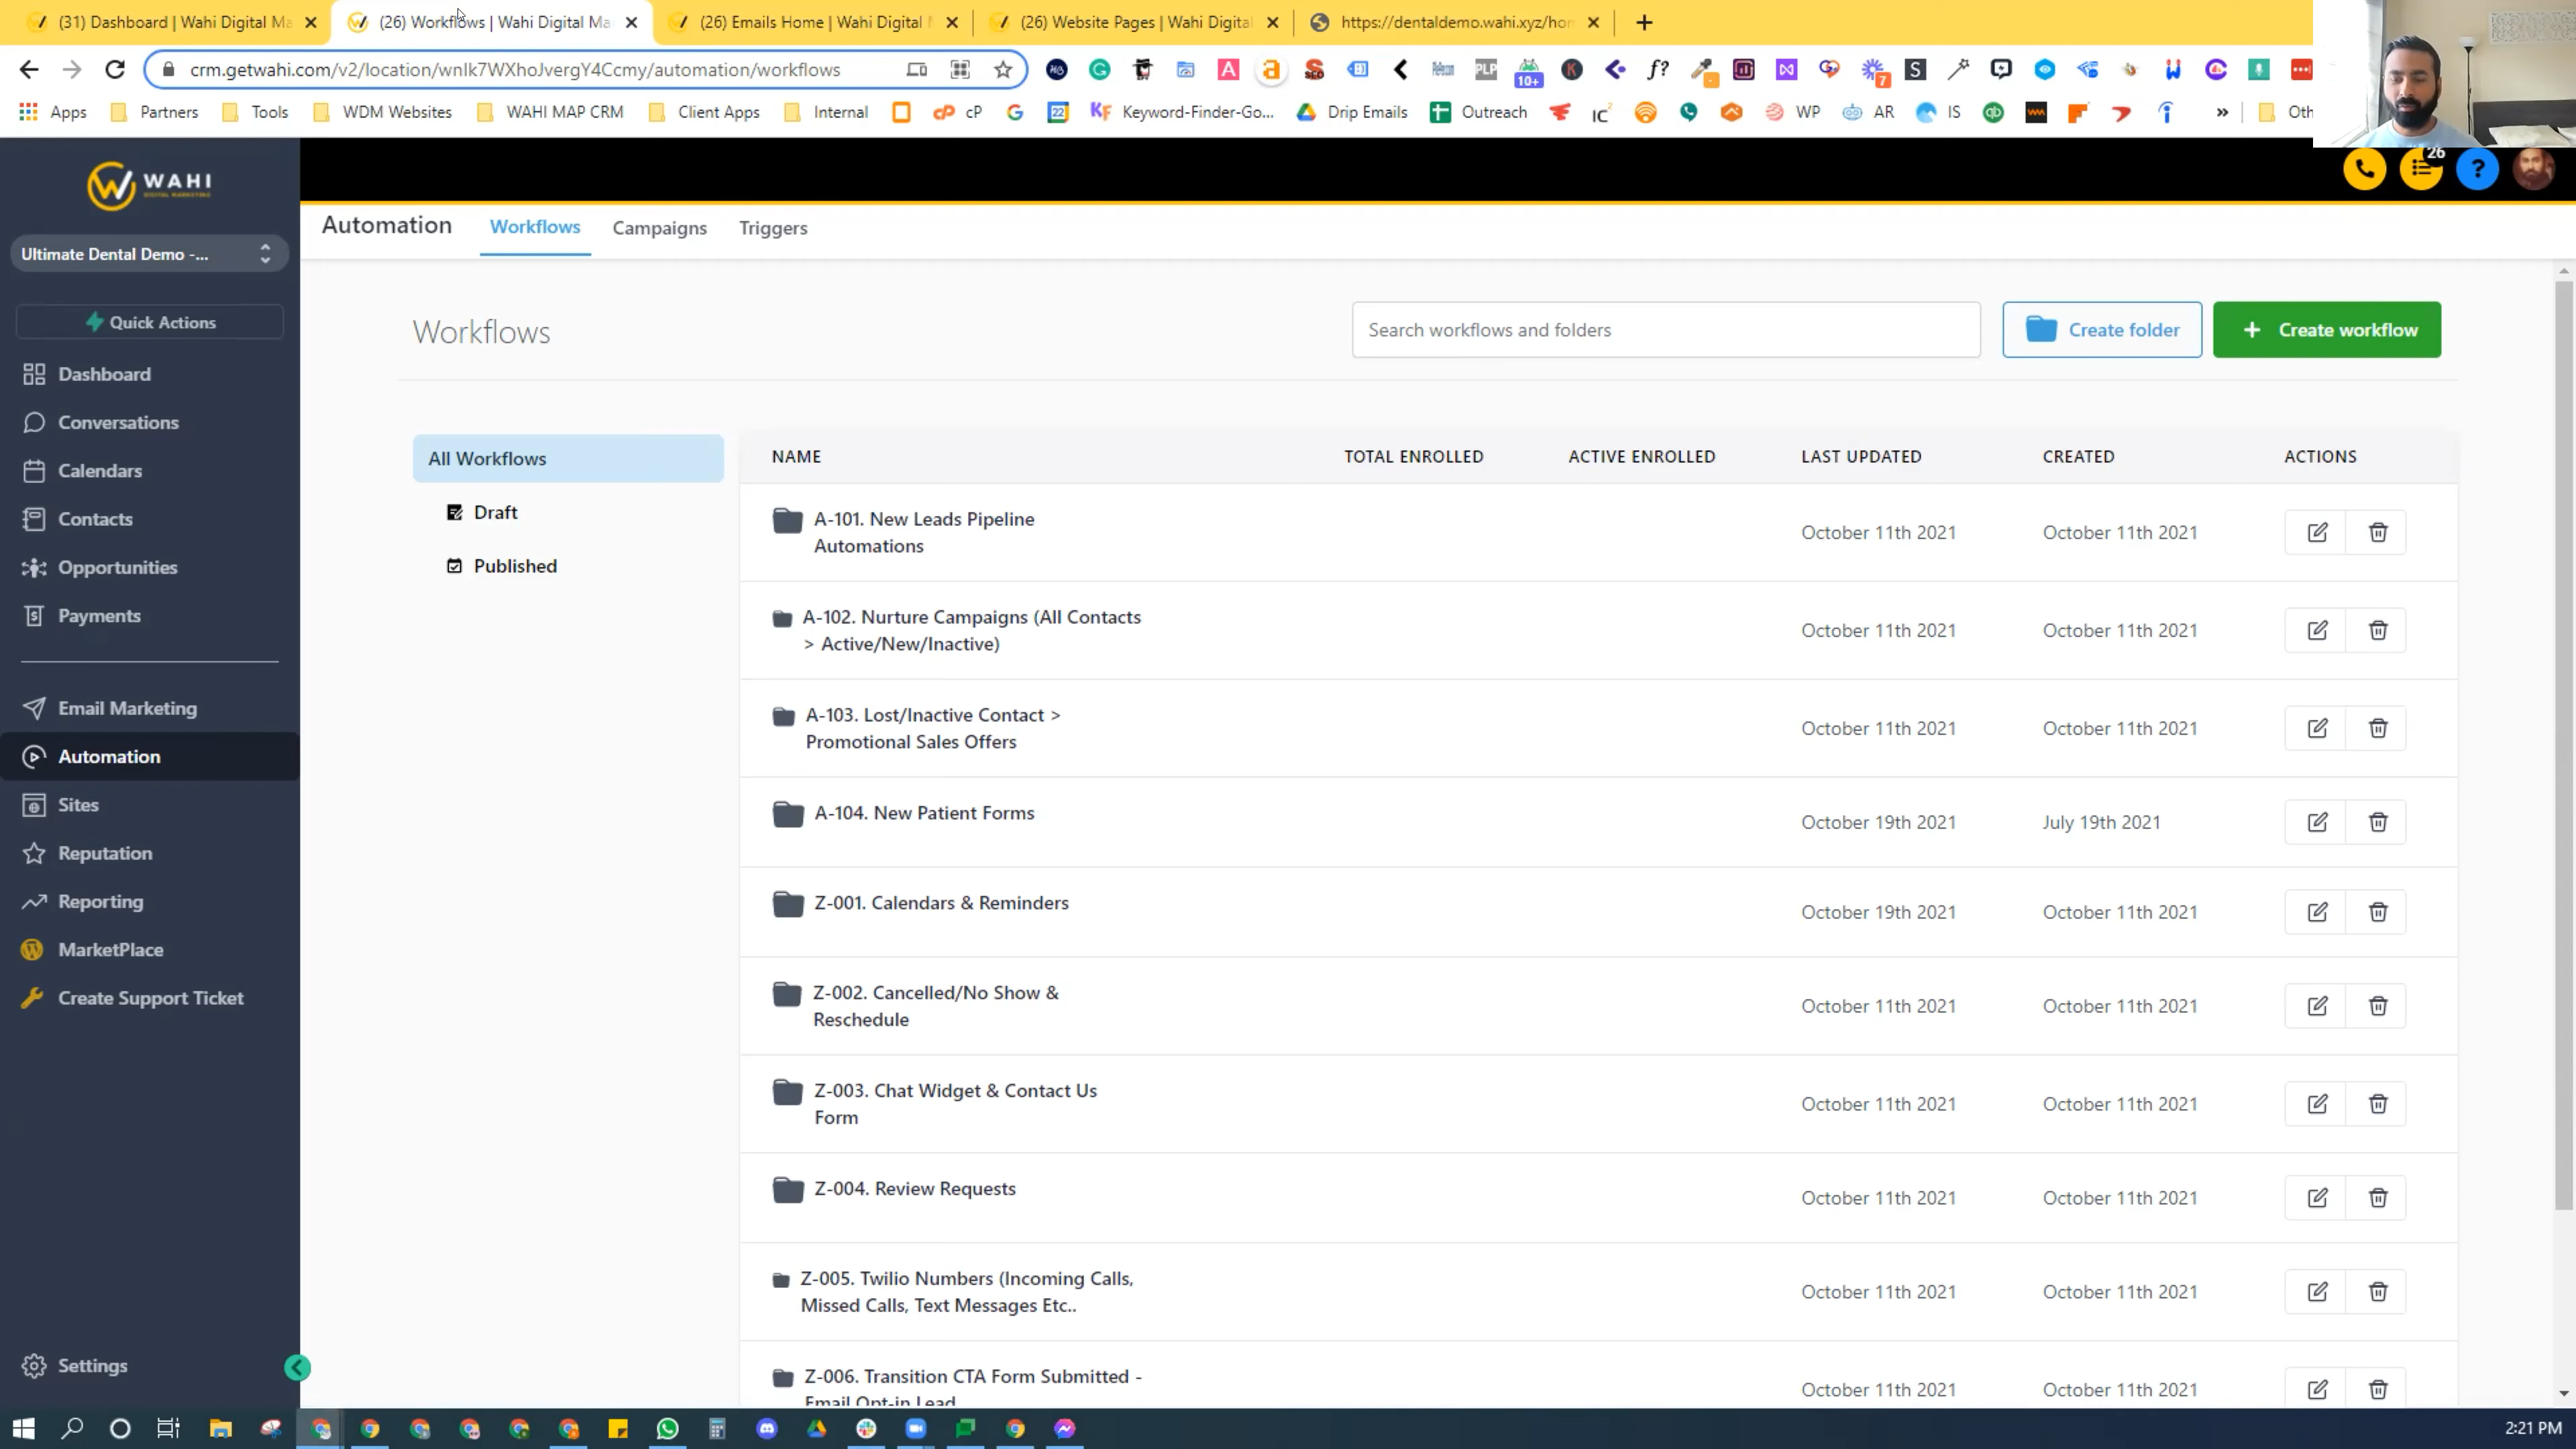 (31) Dashboard | Wahi Digital Ma
(26) Workflows | Wahi Digital Ma
(26) Emails Home | Wahi Digital
(26) Website Pages | Wahi Digital
https://dentaldemo.wahi.xyz/hor
crm.getwahi.com/v2/location/wnlk7WXhoJvergY4Ccmy/automation/workflows
Apps Partners Tools WDM Websites WAHI MAP CRM Client Apps Internal cP Keyword-Finder-Go... Drip Emails Outreach WP AR IS » Oth
WAHI
DIGITAL MARKETING
26
?
Automation Workflows Campaigns Triggers
Ultimate Dental Demo -...
Quick Actions
Dashboard
Conversations
Calendars
Contacts
Opportunities
Payments
Email Marketing
Automation
Sites
Reputation
Reporting
MarketPlace
Create Support Ticket
Settings
Workflows
Search workflows and folders
Create folder
+ Create workflow
All Workflows
Draft
Published
NAME TOTAL ENROLLED ACTIVE ENROLLED LAST UPDATED CREATED ACTIONS
A-101. New Leads Pipeline
Automations
October 11th 2021 October 11th 2021
A-102. Nurture Campaigns (All Contacts
> Active/New/Inactive)
October 11th 2021 October 11th 2021
A-103. Lost/Inactive Contact >
Promotional Sales Offers
October 11th 2021 October 11th 2021
A-104. New Patient Forms
October 19th 2021 July 19th 2021
Z-001. Calendars & Reminders
October 19th 2021 October 11th 2021
Z-002. Cancelled/No Show &
Reschedule
October 11th 2021 October 11th 2021
Z-003. Chat Widget & Contact Us
Form
October 11th 2021 October 11th 2021
Z-004. Review Requests
October 11th 2021 October 11th 2021
Z-005. Twilio Numbers (Incoming Calls,
Missed Calls, Text Messages Etc..
October 11th 2021 October 11th 2021
Z-006. Transition CTA Form Submitted -
Email Opt-in Lead
October 11th 2021 October 11th 2021
2:21 PM